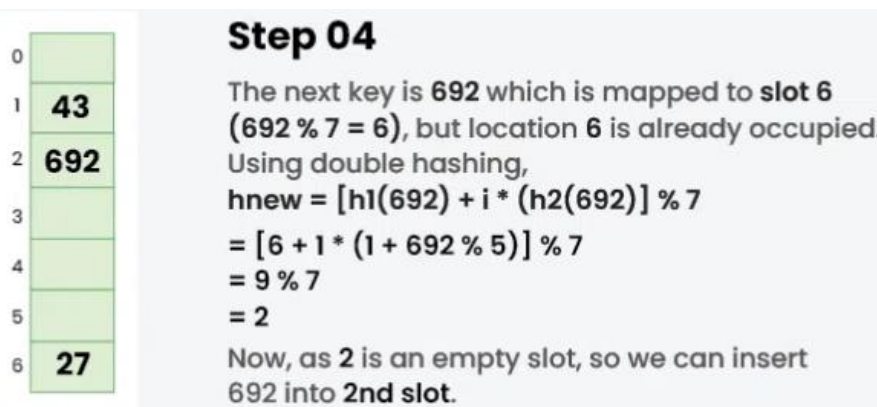 0
1 43
2 692
3
4
5
6 27
Step 04
The next key is 692 which is mapped to slot 6
(692 % 7 = 6), but location 6 is already occupied
Using double hashing,
hnew = [h1(692) + i * (h2(692)] % 7
= [6 + 1 * (1 + 692 % 5)] % 7
= 9 % 7
= 2
Now, as 2 is an empty slot, so we can insert
692 into 2nd slot.